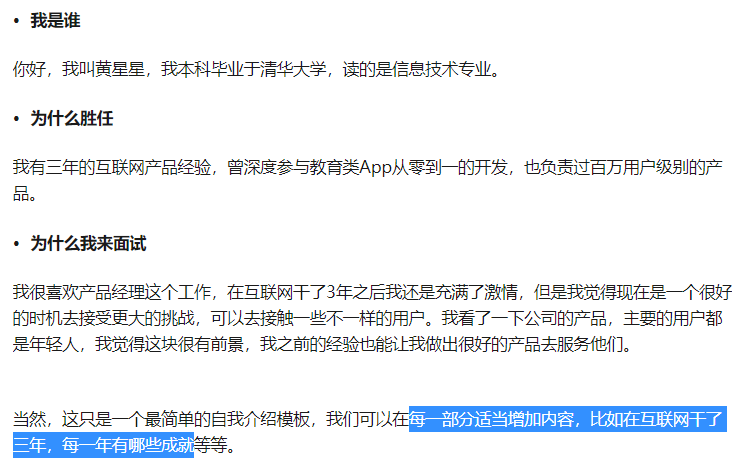 • 我是谁
你好，我叫黄星星，我本科毕业于清华大学，读的是信息技术专业。
• 为什么胜任
我有三年的互联网产品经验，曾深度参与教育类App从零到一的开发，也负责过百万用户级别的产
品。
• 为什么我来面试
我很喜欢产品经理这个工作，在互联网干了3年之后我还是充满了激情，但是我觉得现在是一个很好
的时机去接受更大的挑战，可以去接触一些不一样的用户。我看了一下公司的产品，主要的用户都
是年轻人，我觉得这块很有前景，我之前的经验也能让我做出很好的产品去服务他们。
当然，这只是一个最简单的自我介绍模板，我们可以在每一部分适当增加内容，比如在互联网干了
三年，每一年有哪些成就等等。